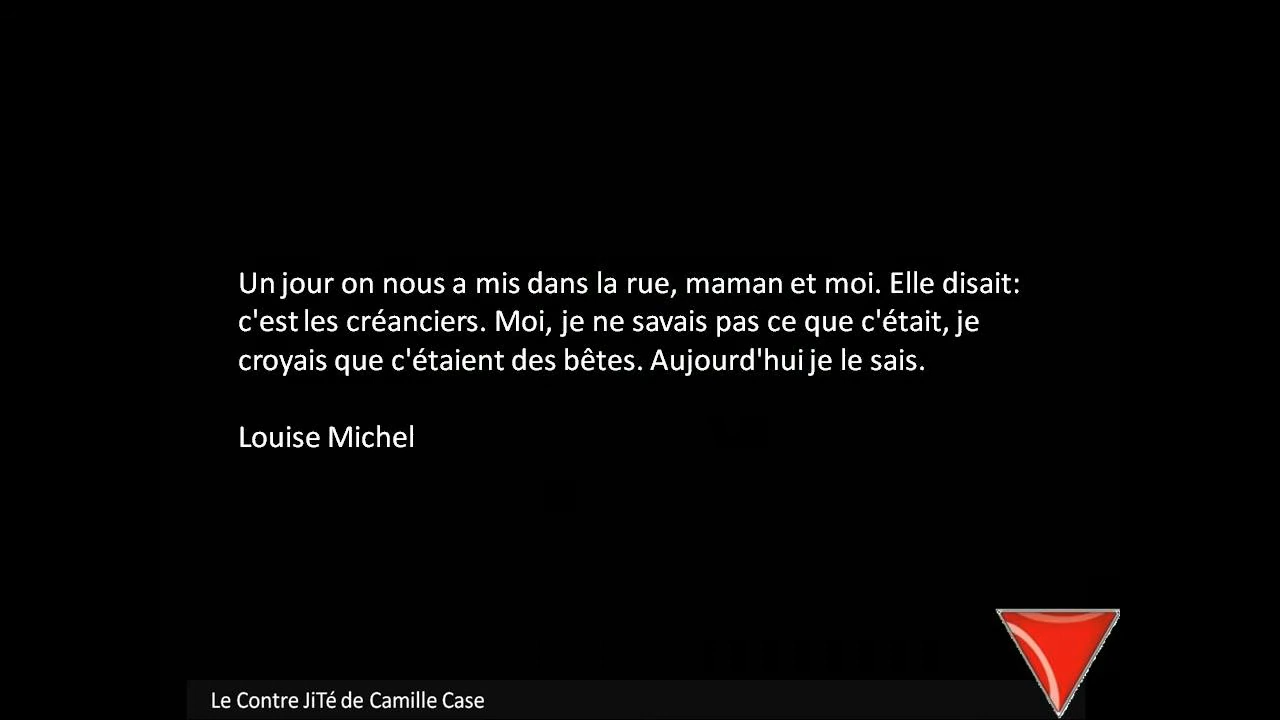 Un jour on nous a mis dans la rue, maman et moi. Elle disait:
c'est les créanciers. Moi, je ne savais pas ce que c'était, je
croyais que c'étaient des bêtes. Aujourd'hui je le sais.
Louise Michel
Le Contre JiTé de Camille Case